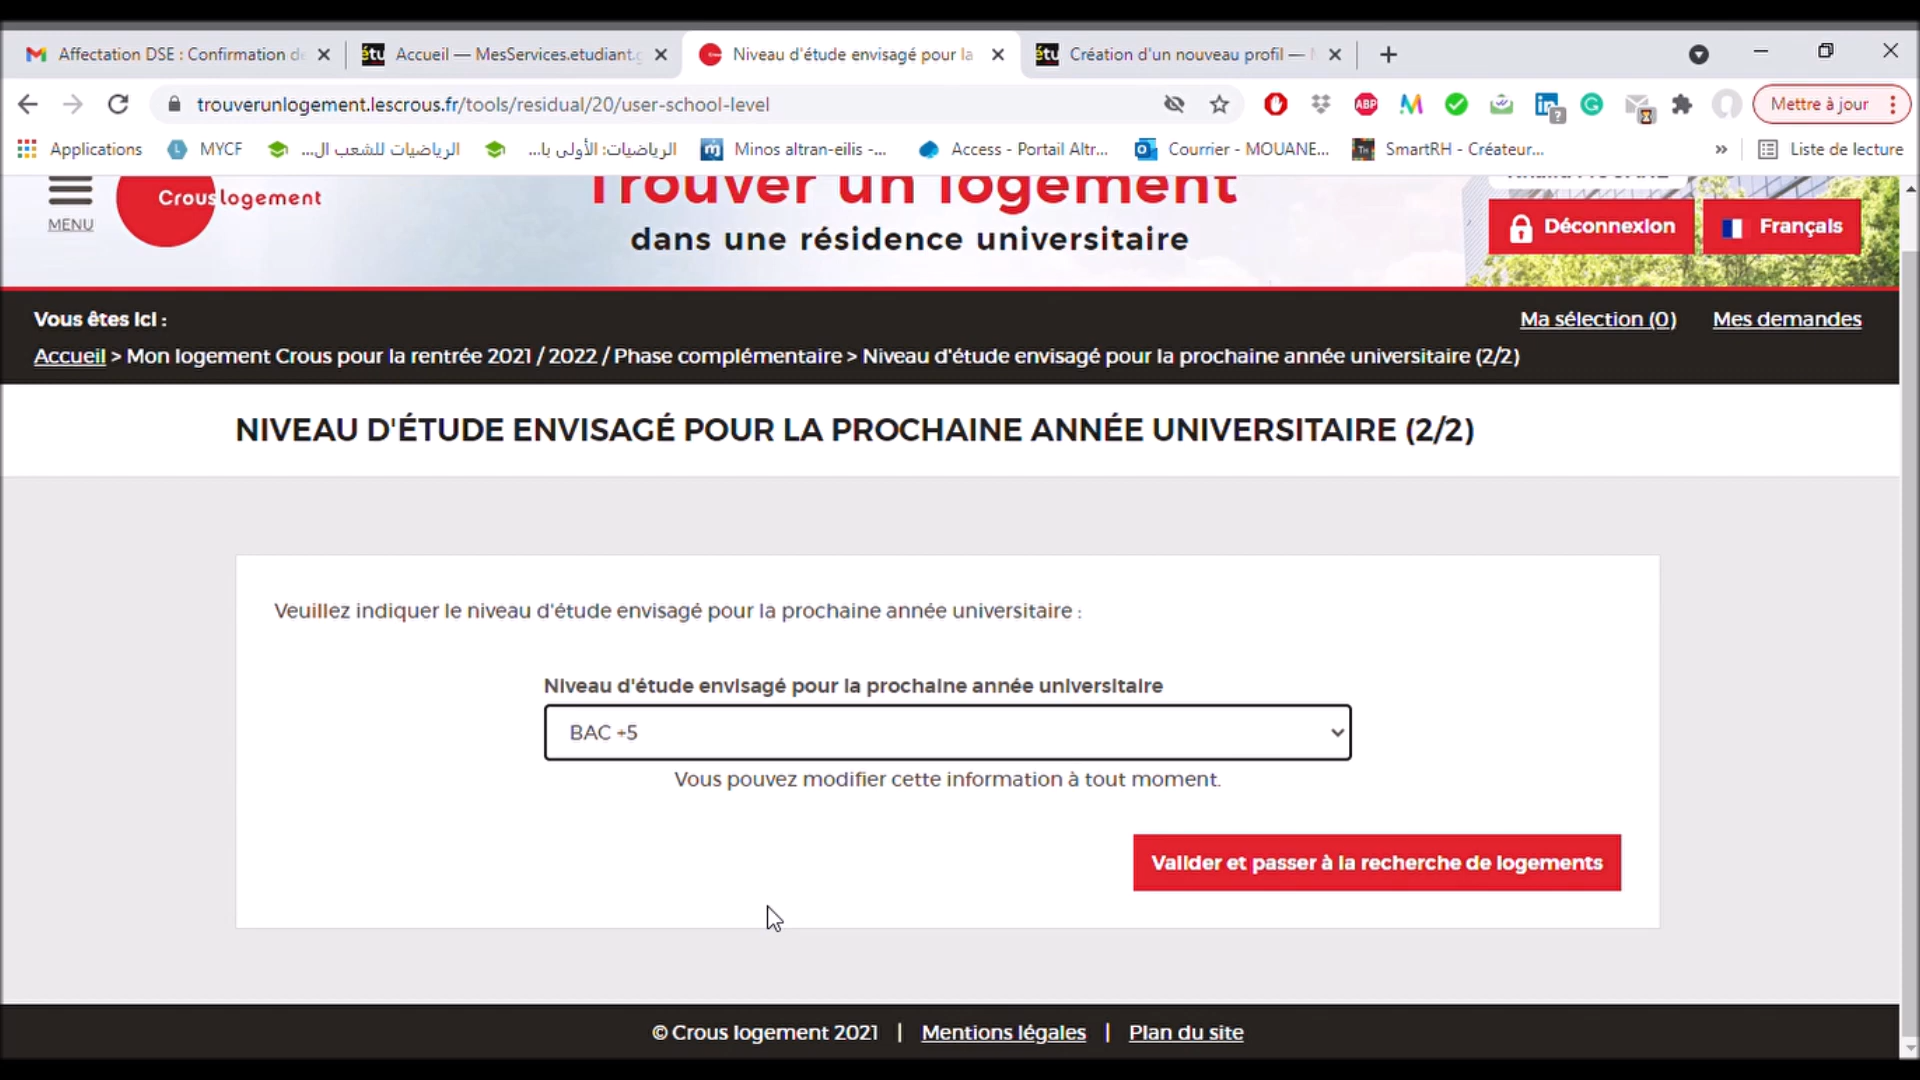 Affectation DSE : Confirmation de
Accueil — MesServices.etudiant.g
Niveau d'étude envisagé pour la
Création d'un nouveau profil —
trouverunlogement.lescrous.fr/tools/residual/20/user-school-level
Mettre à jour
Applications
MYCF
الرياضيات للشعب ال...
الرياضيات: الأولى با...
Minos altran-eilis -...
Access - Portail Altr...
Courrier - MOUANE...
SmartRH - Créateur...
»
Liste de lecture
MENU
Crous logement
Trouver un logement
dans une résidence universitaire
Déconnexion
Français
Vous êtes ici :
Ma sélection (0)
Mes demandes
Accueil > Mon logement Crous pour la rentrée 2021 / 2022 / Phase complémentaire > Niveau d'étude envisagé pour la prochaine année universitaire (2/2)
NIVEAU D'ÉTUDE ENVISAGÉ POUR LA PROCHAINE ANNÉE UNIVERSITAIRE (2/2)
Veuillez indiquer le niveau d'étude envisagé pour la prochaine année universitaire :
Niveau d'étude envisagé pour la prochaine année universitaire
BAC +5
Vous pouvez modifier cette information à tout moment.
Valider et passer à la recherche de logements
© Crous logement 2021 | Mentions légales | Plan du site